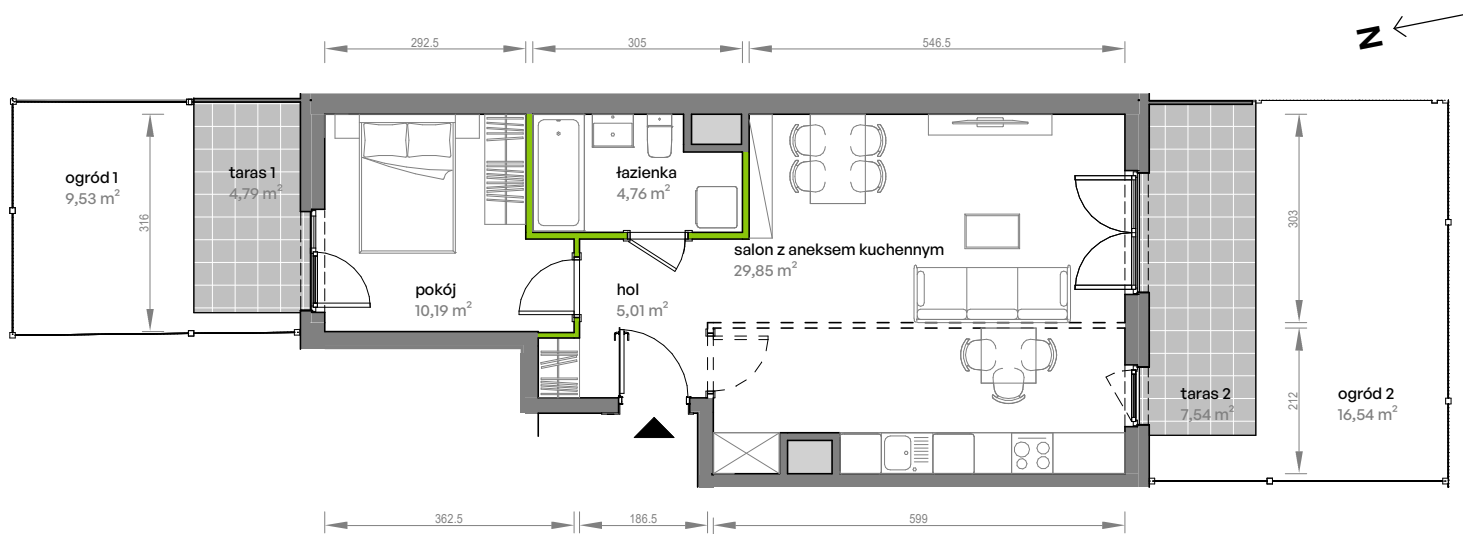 N
292.5
305
546.5
ogród 1
9,53 m²
316
taras 1
4,79 m²
łazienka
4,76 m²
salon z aneksem kuchennym
29,85 m²
303
pokój
10,19 m²
hol
5,01 m²
taras 2
7,54 m²
212
ogród 2
16,54 m²
362.5
186.5
599